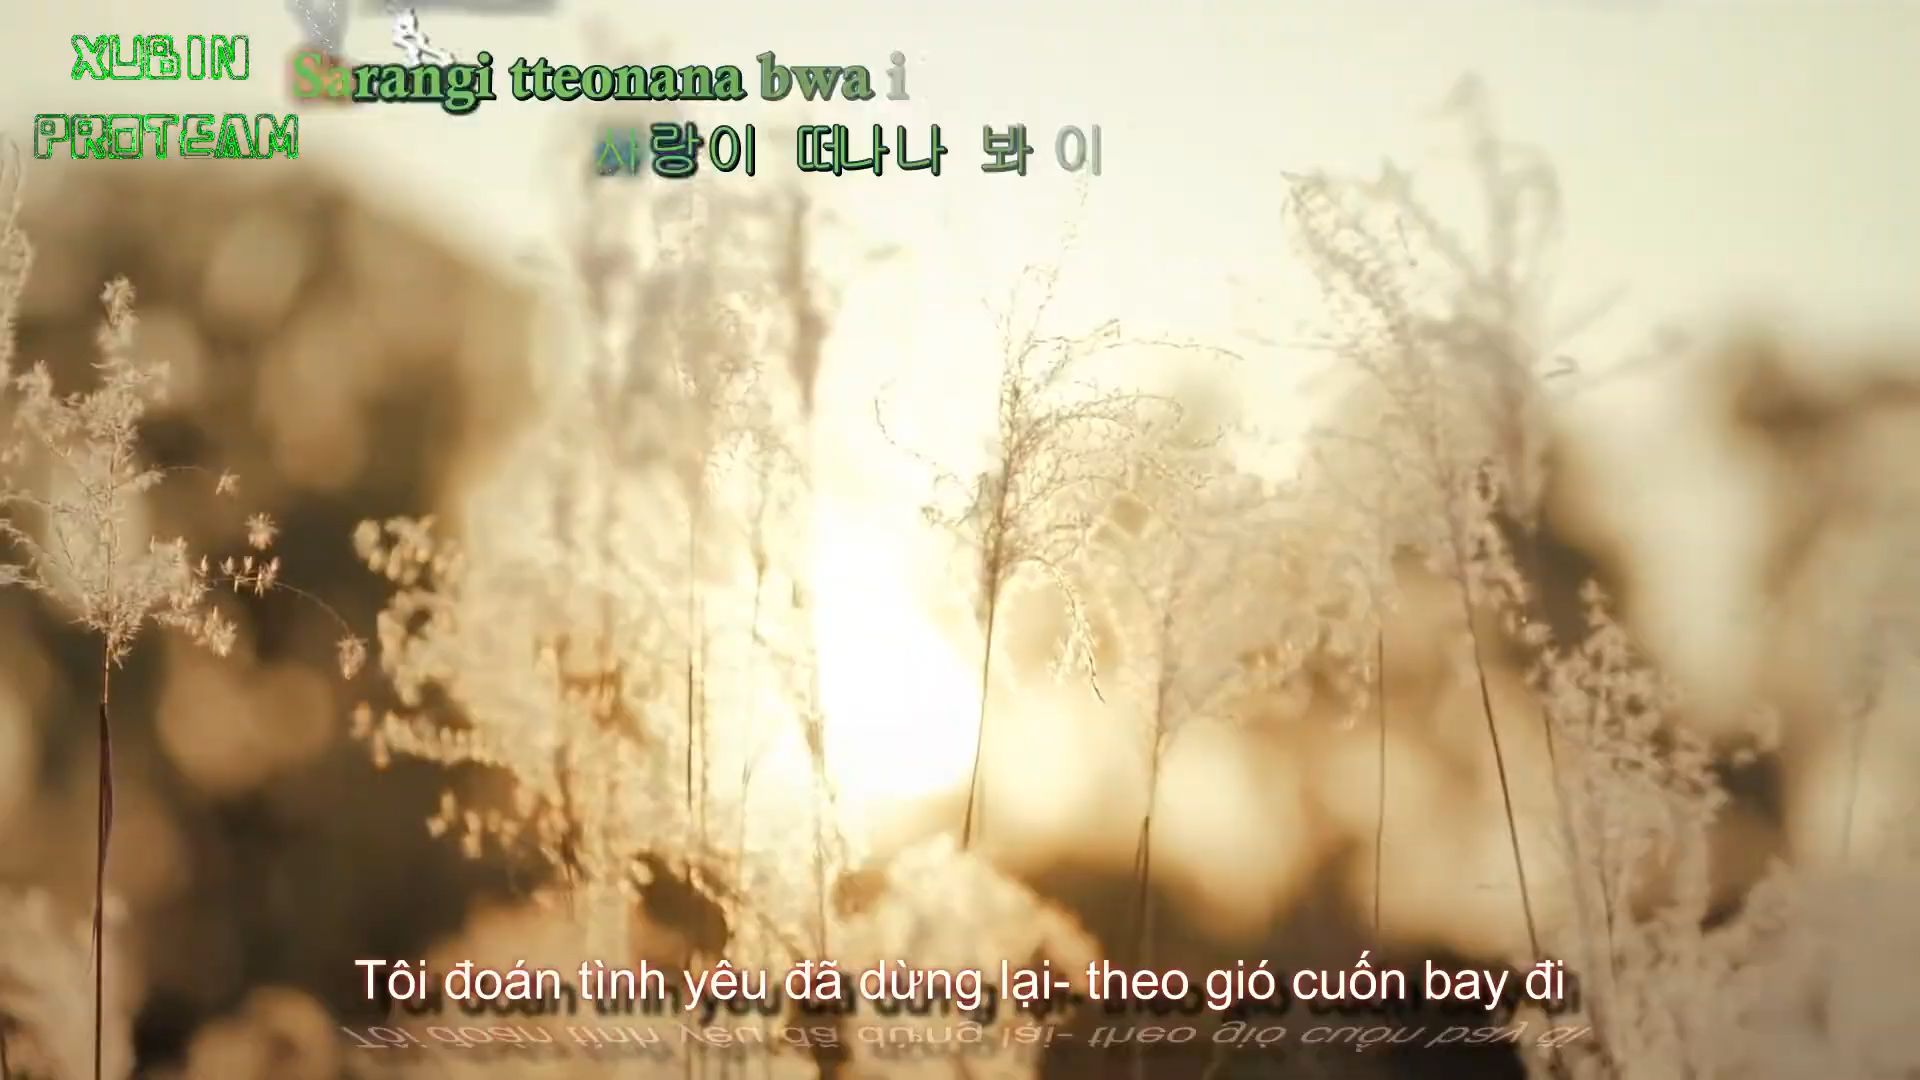 XUBIN
PROTEAM
Sarangi tteonana bwa i
사랑이 떠나나 봐 이
Tôi đoán tình yêu đã dừng lại- theo gió cuốn bay đi